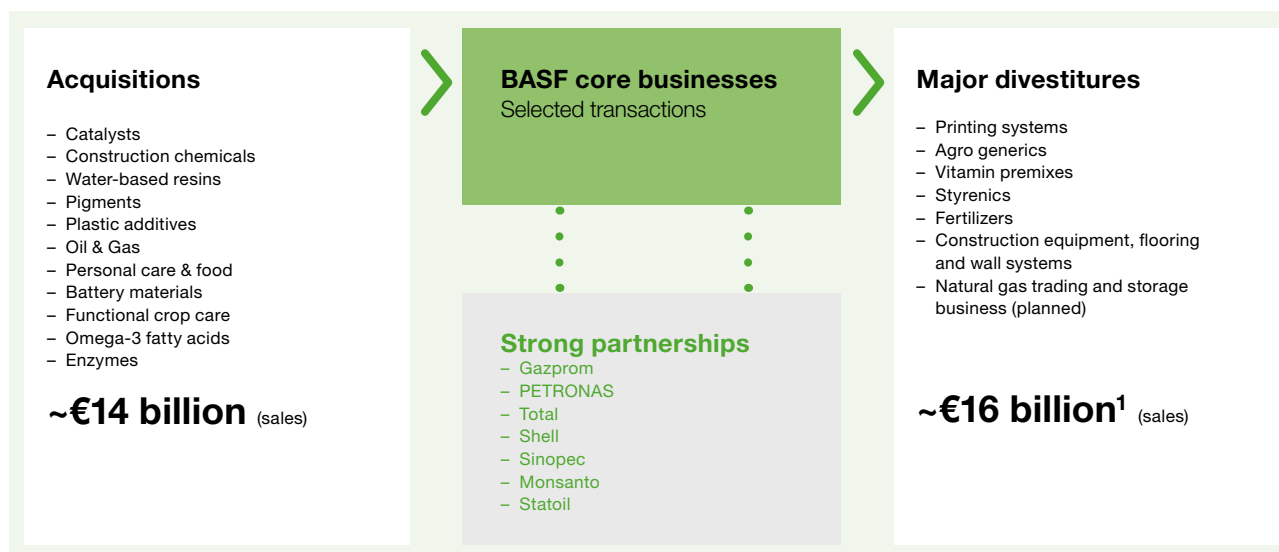 Acquisitions
– Catalysts
– Construction chemicals
– Water-based resins
– Pigments
– Plastic additives
– Oil & Gas
– Personal care & food
– Battery materials
– Functional crop care
– Omega-3 fatty acids
– Enzymes
~€14 billion (sales)
BASF core businesses
Selected transactions
Strong partnerships
– Gazprom
– PETRONAS
– Total
– Shell
– Sinopec
– Monsanto
– Statoil
Major divestitures
– Printing systems
– Agro generics
– Vitamin premixes
– Styrenics
– Fertilizers
– Construction equipment, flooring
and wall systems
– Natural gas trading and storage
business (planned)
~€16 billion¹ (sales)